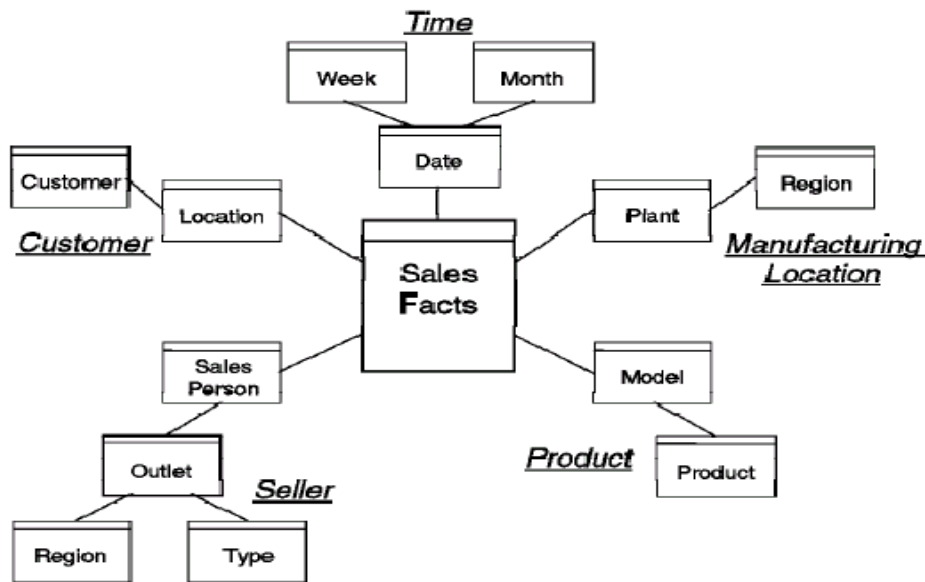 Time
Week
Month
Date
Customer
Location
Customer
Sales
Facts
iPlant
Region
Manufacturing
Location
Sales
Person
Outlet
Seller
Region
Type
Model
Product
Product